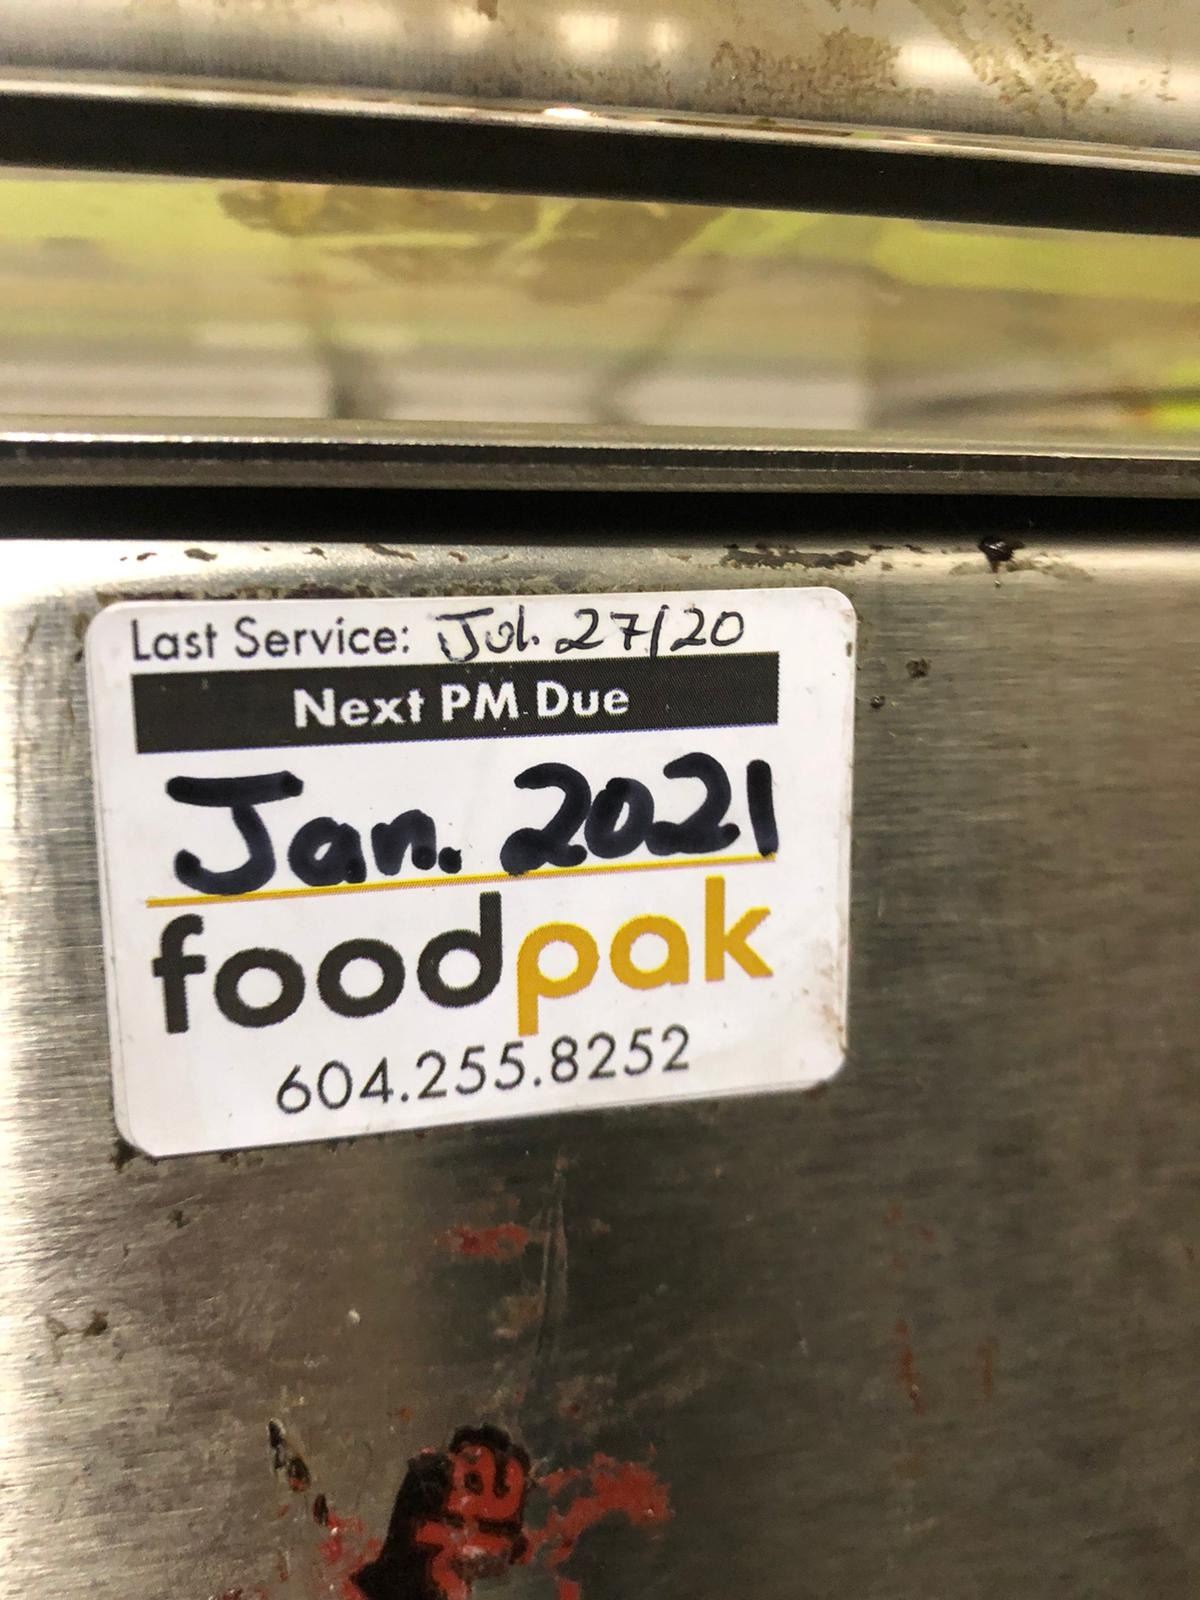 Last Service: Jul. 27/20
Next PM Due
Jan. 2021
foodpak
604.255.8252